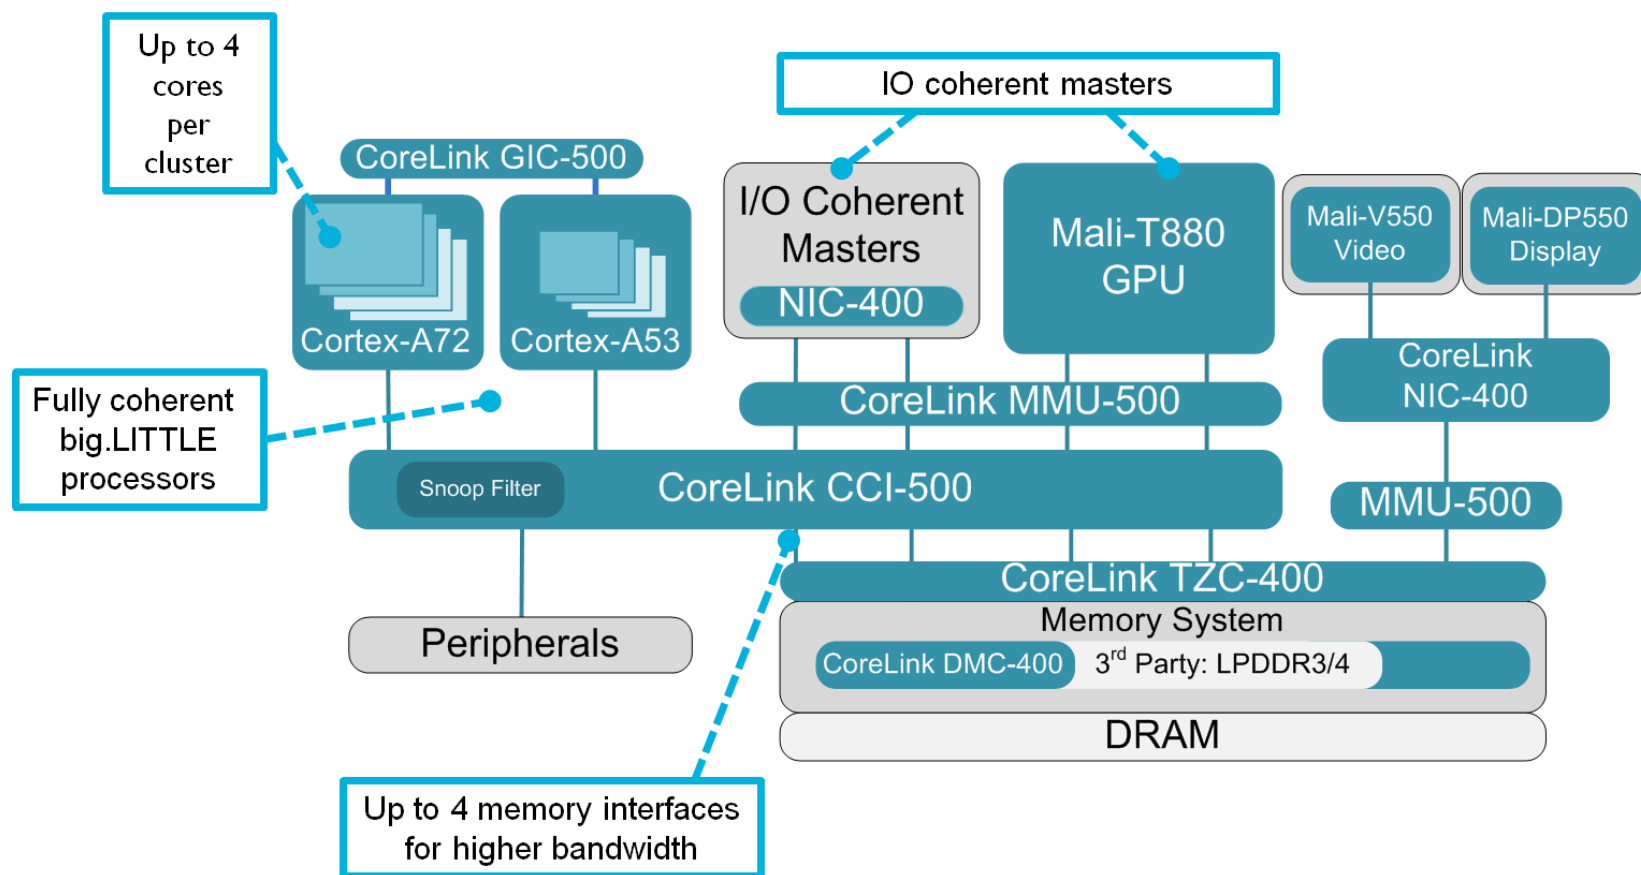 Up to 4
cores
per
cluster
IO coherent masters
CoreLink GIC-500
I/O Coherent
Masters
NIC-400
Mali-T880
GPU
Mali-V550
Video
Mali-DP550
Display
Cortex-A72
Cortex-A53
CoreLink
NIC-400
Fully coherent
big.LITTLE
processors
CoreLink MMU-500
Snoop Filter
CoreLink CCI-500
MMU-500
CoreLink TZC-400
Peripherals
Memory System
CoreLink DMC-400
3rd Party: LPDDR3/4
DRAM
Up to 4 memory interfaces
for higher bandwidth